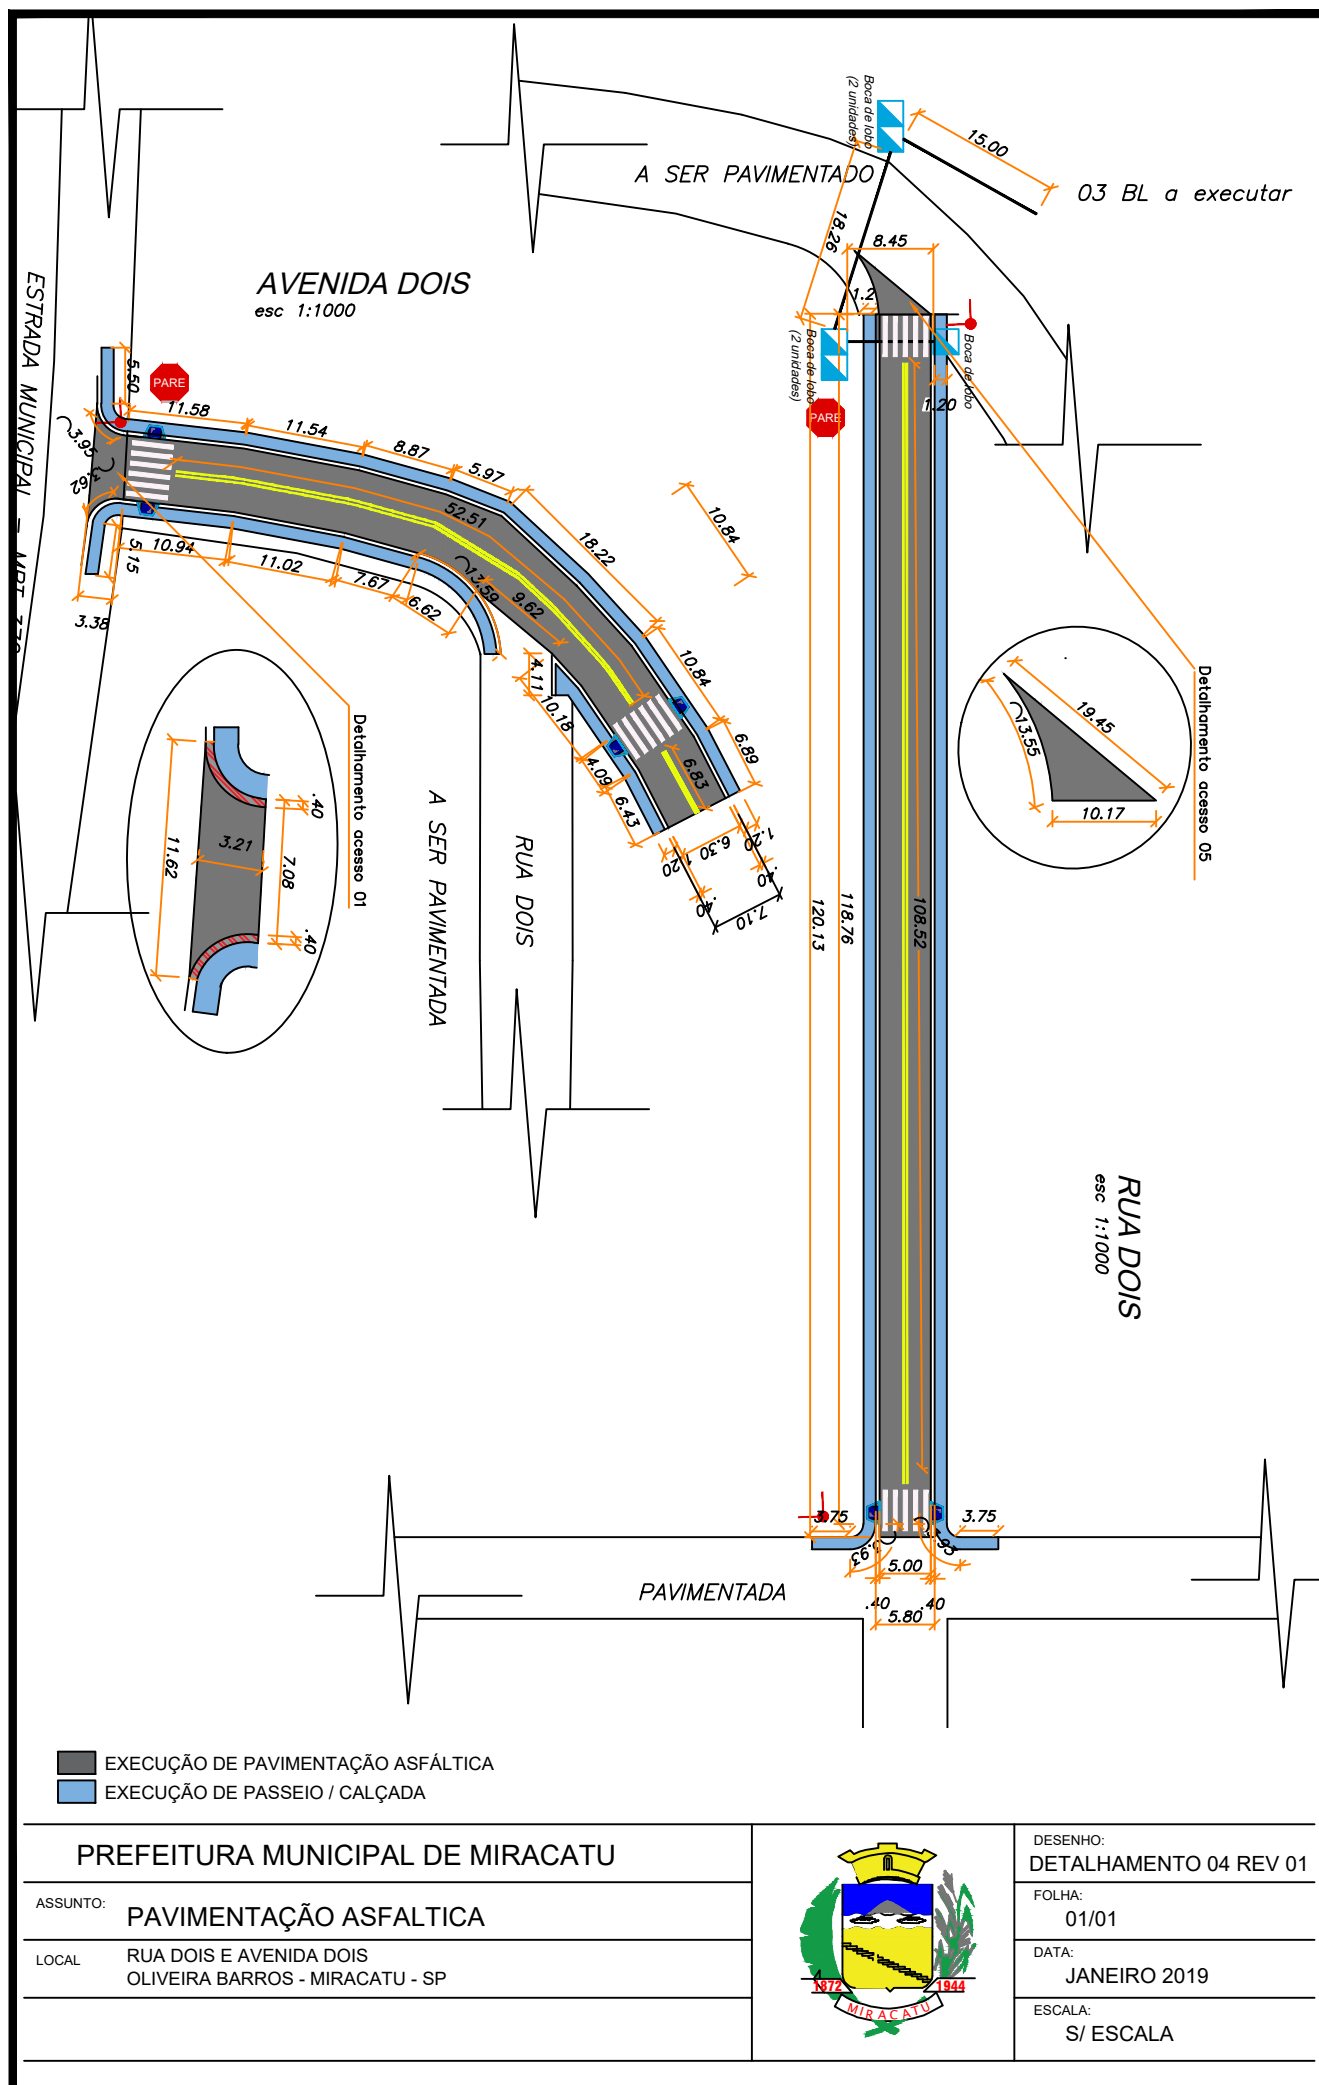 Boca de lobo
(2 unidades)
15.00
A SER PAVIMENTADO
03 BL a executar
18.26
8.45
AVENIDA DOIS
esc 1:1000
1.2
Boca de lobo
(2 unidades)
Boca de lobo
ESTRADA MUNICIPAL - MRT
5.50
PARE
11.58
11.54
8.87
5.97
1.20
PARE
3.95
3.62
52.51
18.22
10.84
5.15
10.94
11.02
7.67
6.62
13.59
9.62
3.38
4.11
10.18
10.84
6.89
4.09
6.43
6.83
1.20
6.30
1.20
.40
.40
7.10
Detalhamento acesso 01
.40
3.21
11.62
7.08
.40
A SER PAVIMENTADA
RUA DOIS
120.13
118.76
108.52
19.45
13.55
10.17
Detalhamento acesso 05
RUA DOIS
esc 1:1000
3.75
3.75
5.00
PAVIMENTADA
.40
.40
5.80
EXECUÇÃO DE PAVIMENTAÇÃO ASFÁLTICA
EXECUÇÃO DE PASSEIO / CALÇADA
PREFEITURA MUNICIPAL DE MIRACATU
ASSUNTO:
PAVIMENTAÇÃO ASFALTICA
LOCAL
RUA DOIS E AVENIDA DOIS
OLIVEIRA BARROS - MIRACATU - SP
1872
1944
MIRACATU
DESENHO:
DETALHAMENTO 04 REV 01
FOLHA:
01/01
DATA:
JANEIRO 2019
ESCALA:
S/ ESCALA